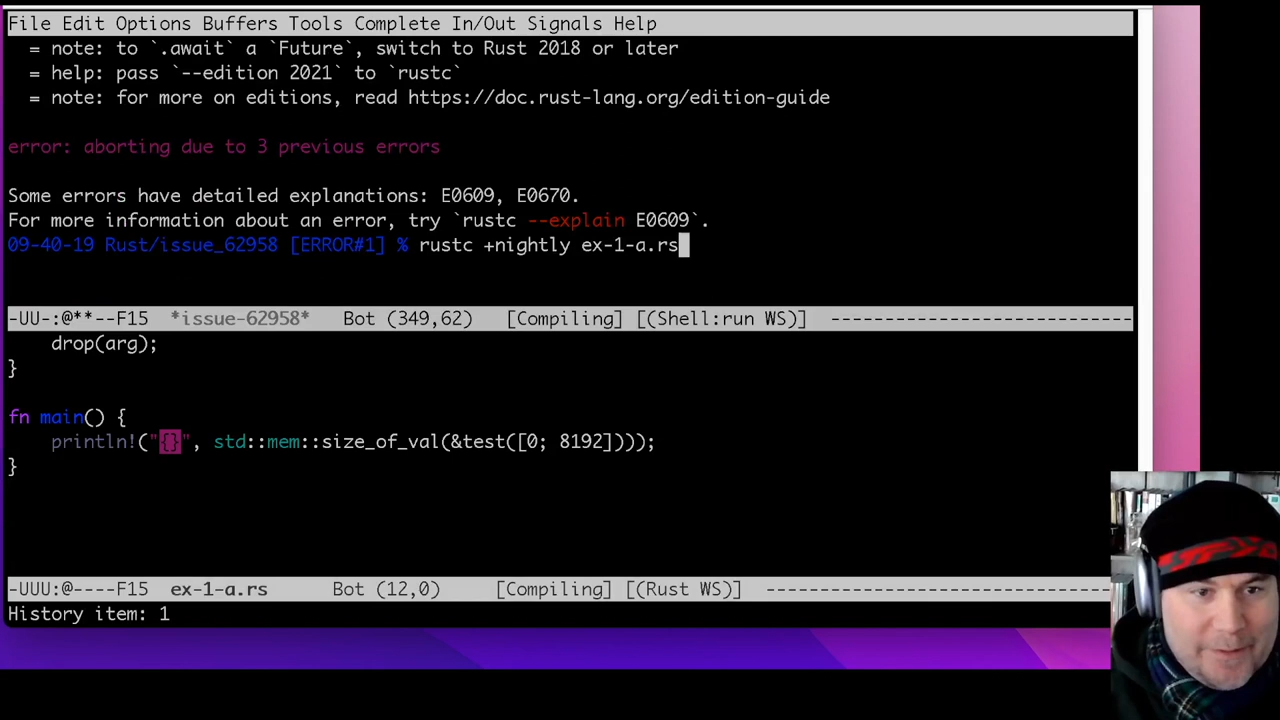 File Edit Options Buffers Tools Complete In/Out Signals Help
= note: to `.await` a `Future`, switch to Rust 2018 or later
= help: pass `--edition 2021` to `rustc`
= note: for more on editions, read https://doc.rust-lang.org/edition-guide
error: aborting due to 3 previous errors
Some errors have detailed explanations: E0609, E0670.
For more information about an error, try `rustc --explain E0609`.
09-40-19 Rust/issue_62958 [ERROR#1] % rustc +nightly ex-1-a.rs
-UU-:@**--F15  *issue-62958*   Bot (349,62)   [Compiling] [(Shell:run WS)]  ----------------------------
    drop(arg);
}
fn main() {
    println!("{}", std::mem::size_of_val(&test([0; 8192])));
}
-UUU:@----F15  ex-1-a.rs      Bot (12,0)     [Compiling] [(Rust WS)]  --------------------------------
History item: 1